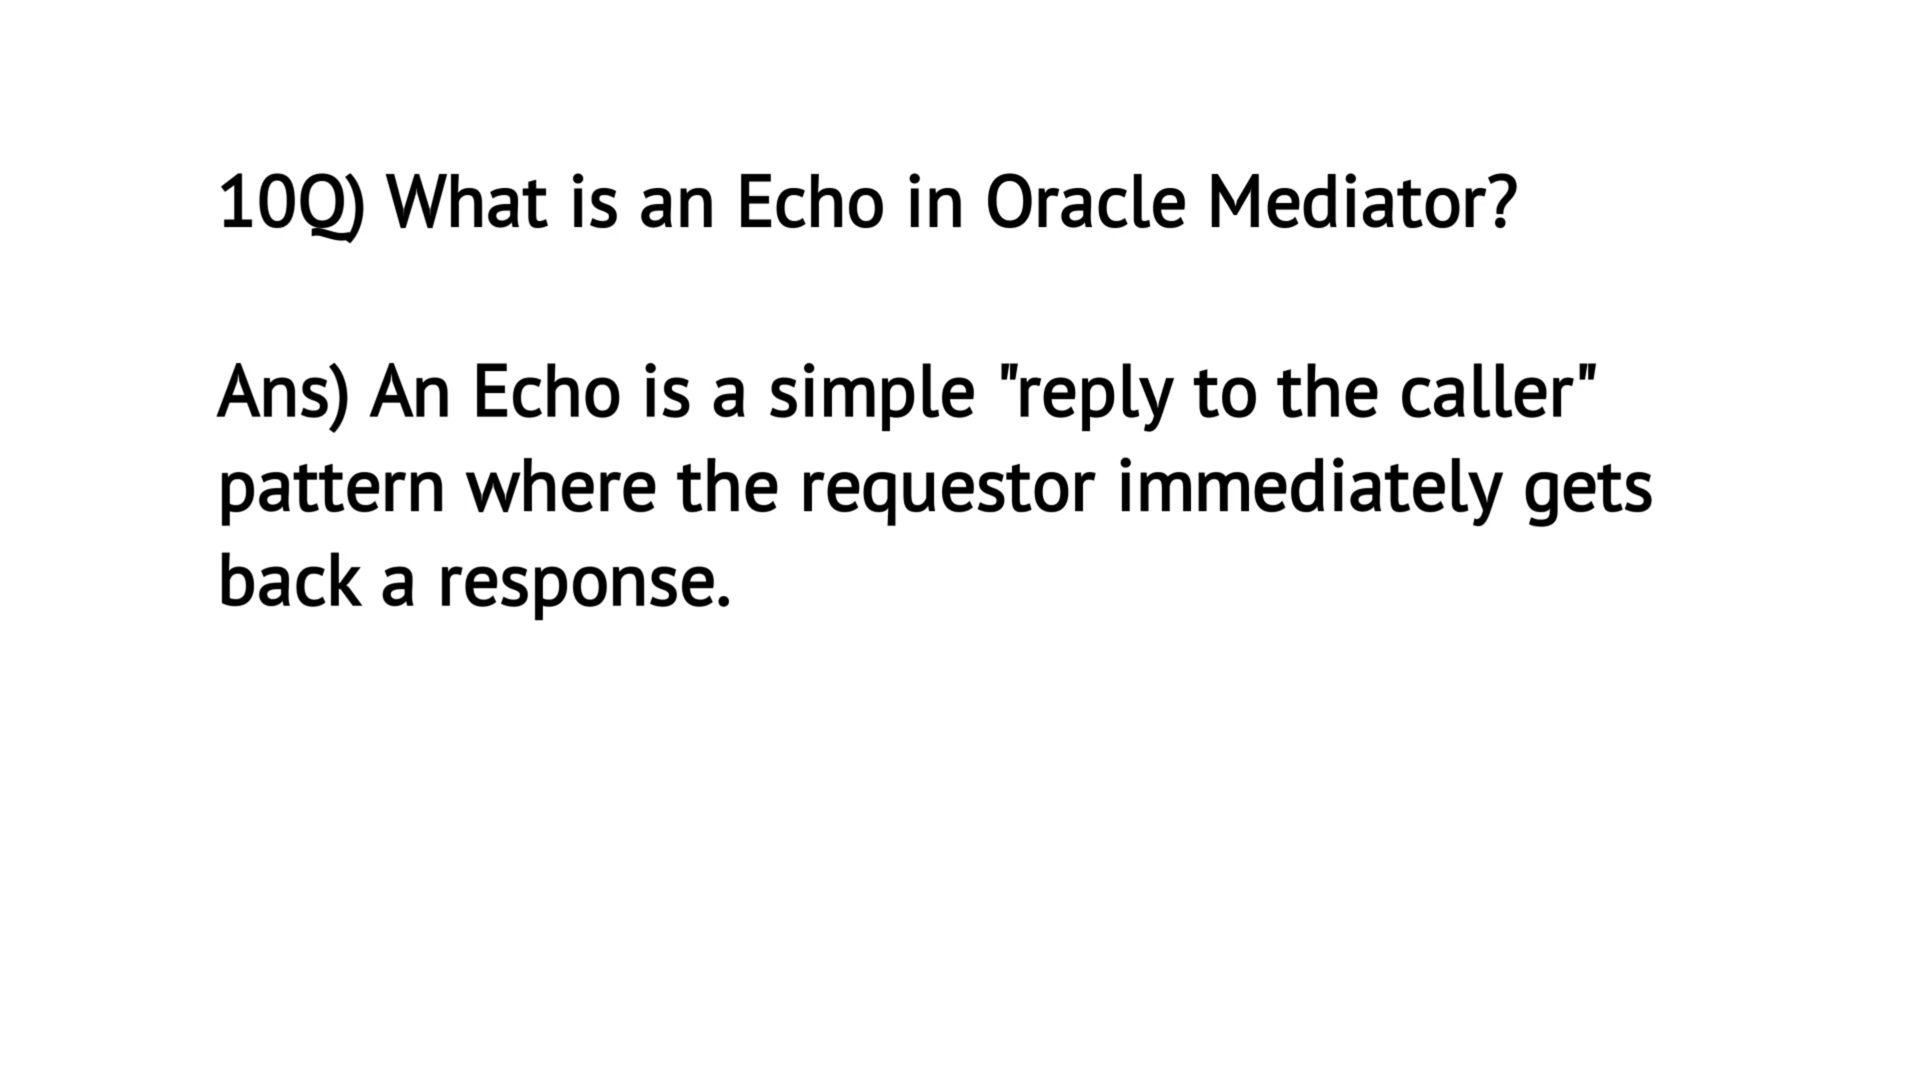 10Q) What is an Echo in Oracle Mediator?
Ans) An Echo is a simple "reply to the caller"
pattern where the requestor immediately gets
back a response.